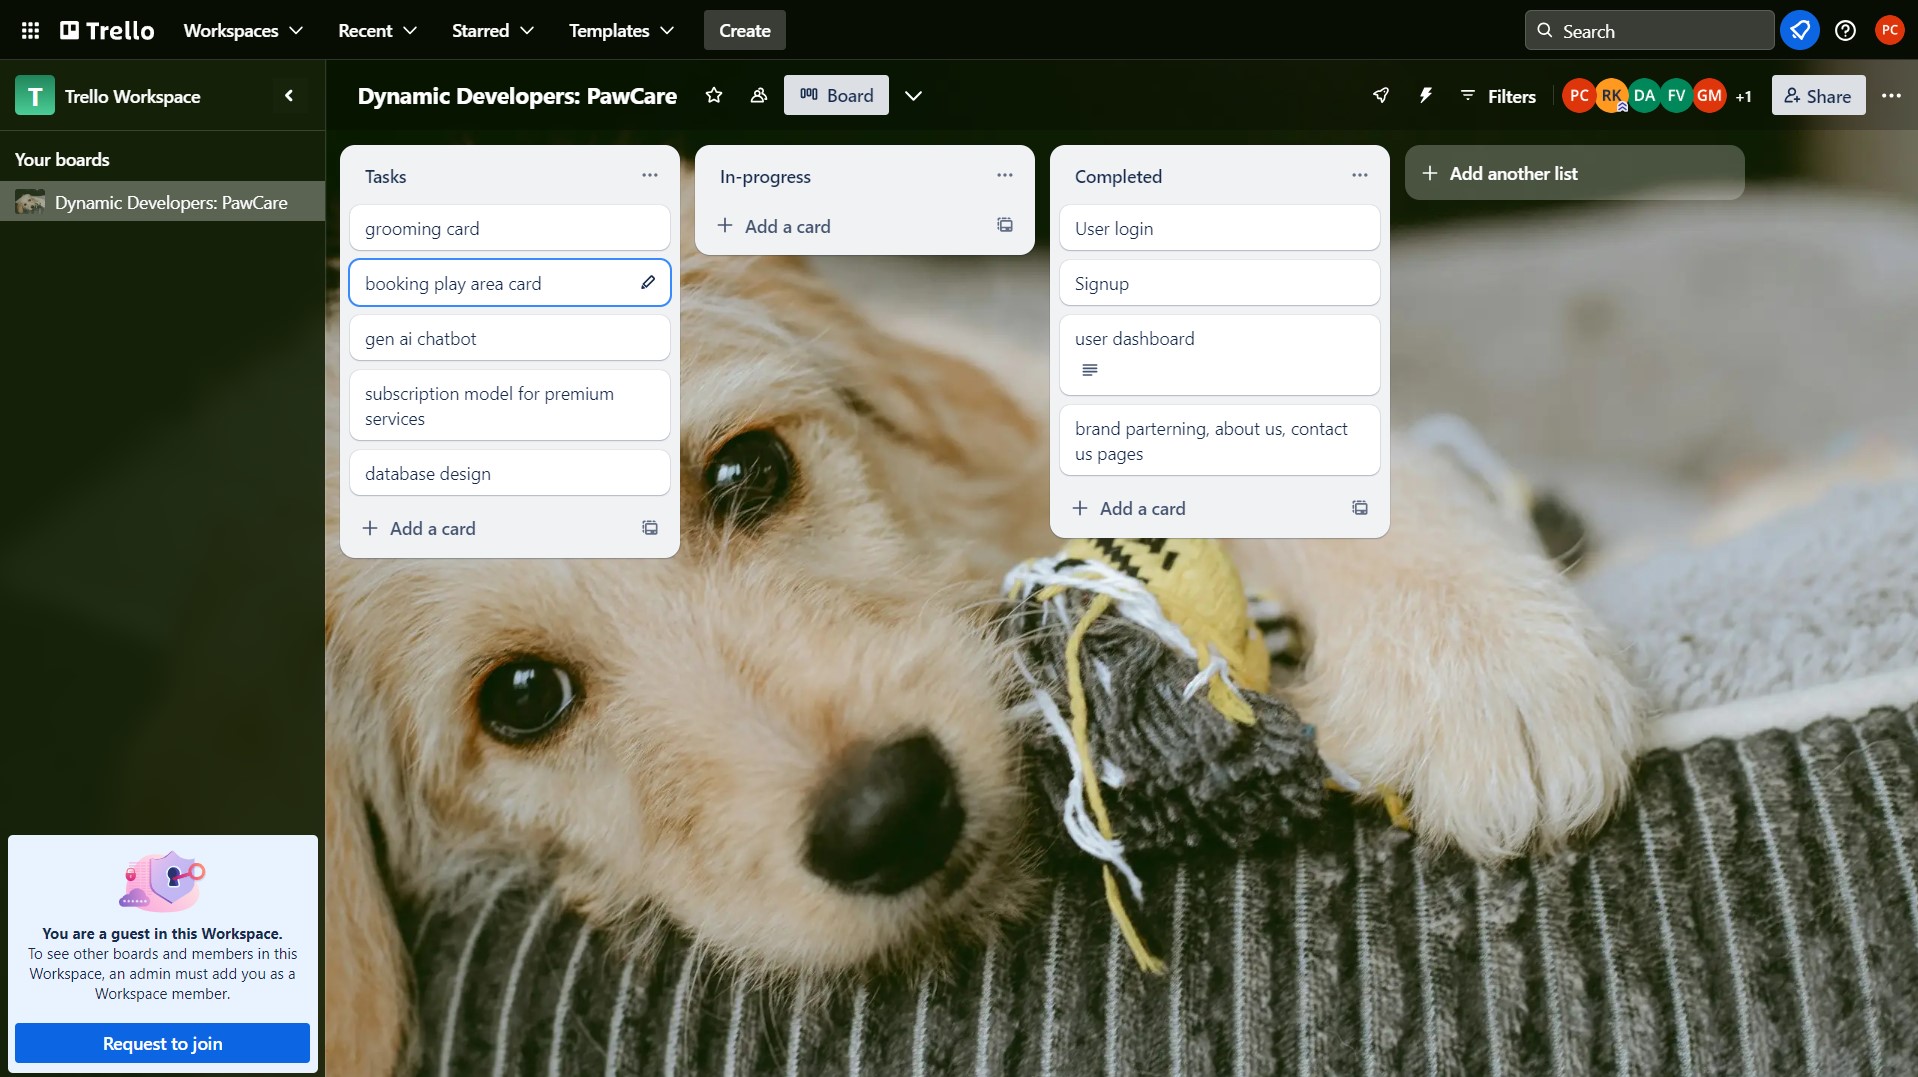 Trello Workspaces Recent Starred Templates Create Search PC
T Trello Workspace
Dynamic Developers: PawCare Board Filters PC RK DA FV GM +1 Share
Your boards
Dynamic Developers: PawCare
Tasks
grooming card
booking play area card
gen ai chatbot
subscription model for premium
services
database design
Add a card
In-progress
Add a card
Completed
User login
Signup
user dashboard
brand parterning, about us, contact
us pages
Add a card
Add another list
You are a guest in this Workspace.
To see other boards and members in this
Workspace, an admin must add you as a
Workspace member.
Request to join